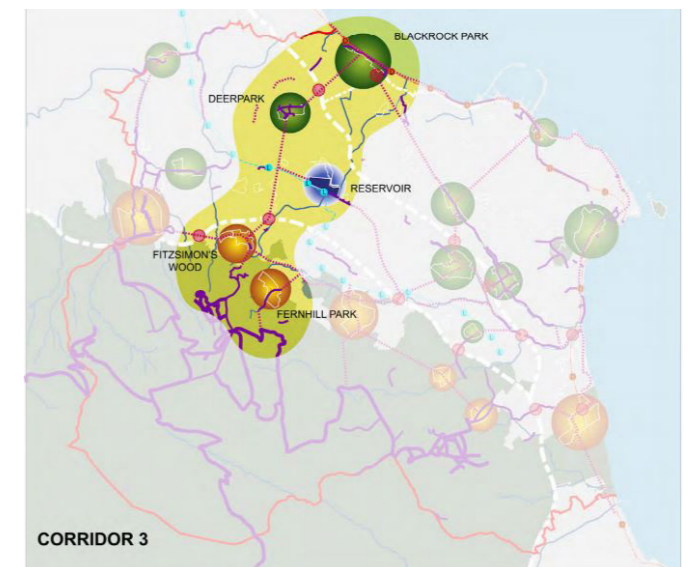 BLACKROCK PARK
DEERPARK
RESERVOIR
FITZSIMON'S
WOOD
FERNHILL PARK
CORRIDOR 3